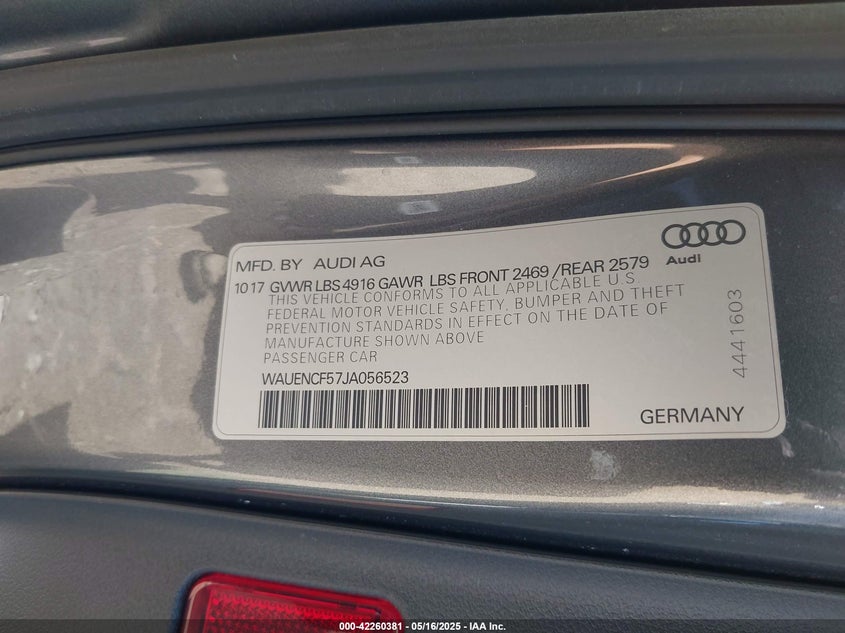 MFD. BY AUDI AG
Audi
1017 GVWR LBS 4916 GAWR LBS FRONT 2469 /REAR 2579
THIS VEHICLE CONFORMS TO ALL APPLICABLE U.S.
FEDERAL MOTOR VEHICLE SAFETY, BUMPER AND THEFT
PREVENTION STANDARDS IN EFFECT ON THE DATE OF
MANUFACTURE SHOWN ABOVE
PASSENGER CAR
WAUENCF57JA056523
4441603
GERMANY
000-42260381 - 05/16/2025 - IAA Inc.